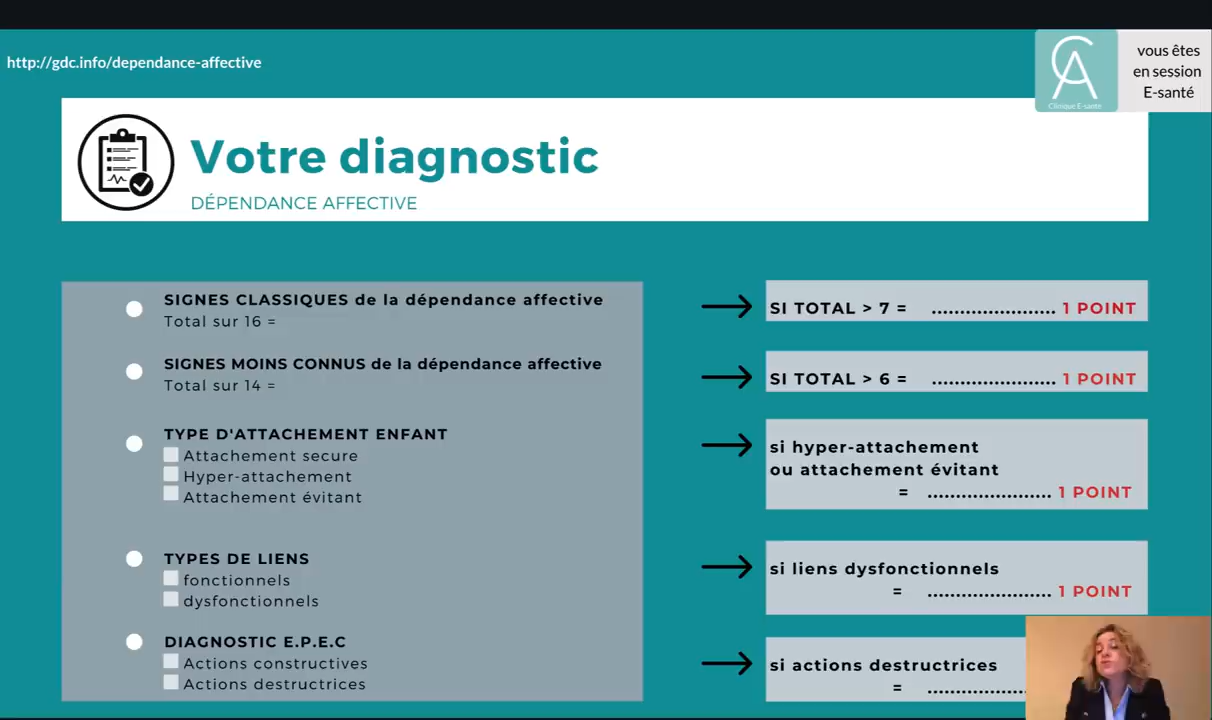 http://gdc.info/dependance-affective
vous êtes
en session
E-santé
CA
Clinique E-sante
Votre diagnostic
DÉPENDANCE AFFECTIVE
SIGNES CLASSIQUES de la dépendance affective
Total sur 16 =
SI TOTAL > 7 = ...................... 1 POINT
SIGNES MOINS CONNUS de la dépendance affective
Total sur 14 =
SI TOTAL > 6 = ...................... 1 POINT
TYPE D'ATTACHEMENT ENFANT
Attachement secure
Hyper-attachement
Attachement évitant
si hyper-attachement
ou attachement évitant
= ...................... 1 POINT
TYPES DE LIENS
fonctionnels
dysfonctionnels
si liens dysfonctionnels
= ...................... 1 POINT
DIAGNOSTIC E.P.E.C
Actions constructives
Actions destructrices
si actions destructrices
= ..................